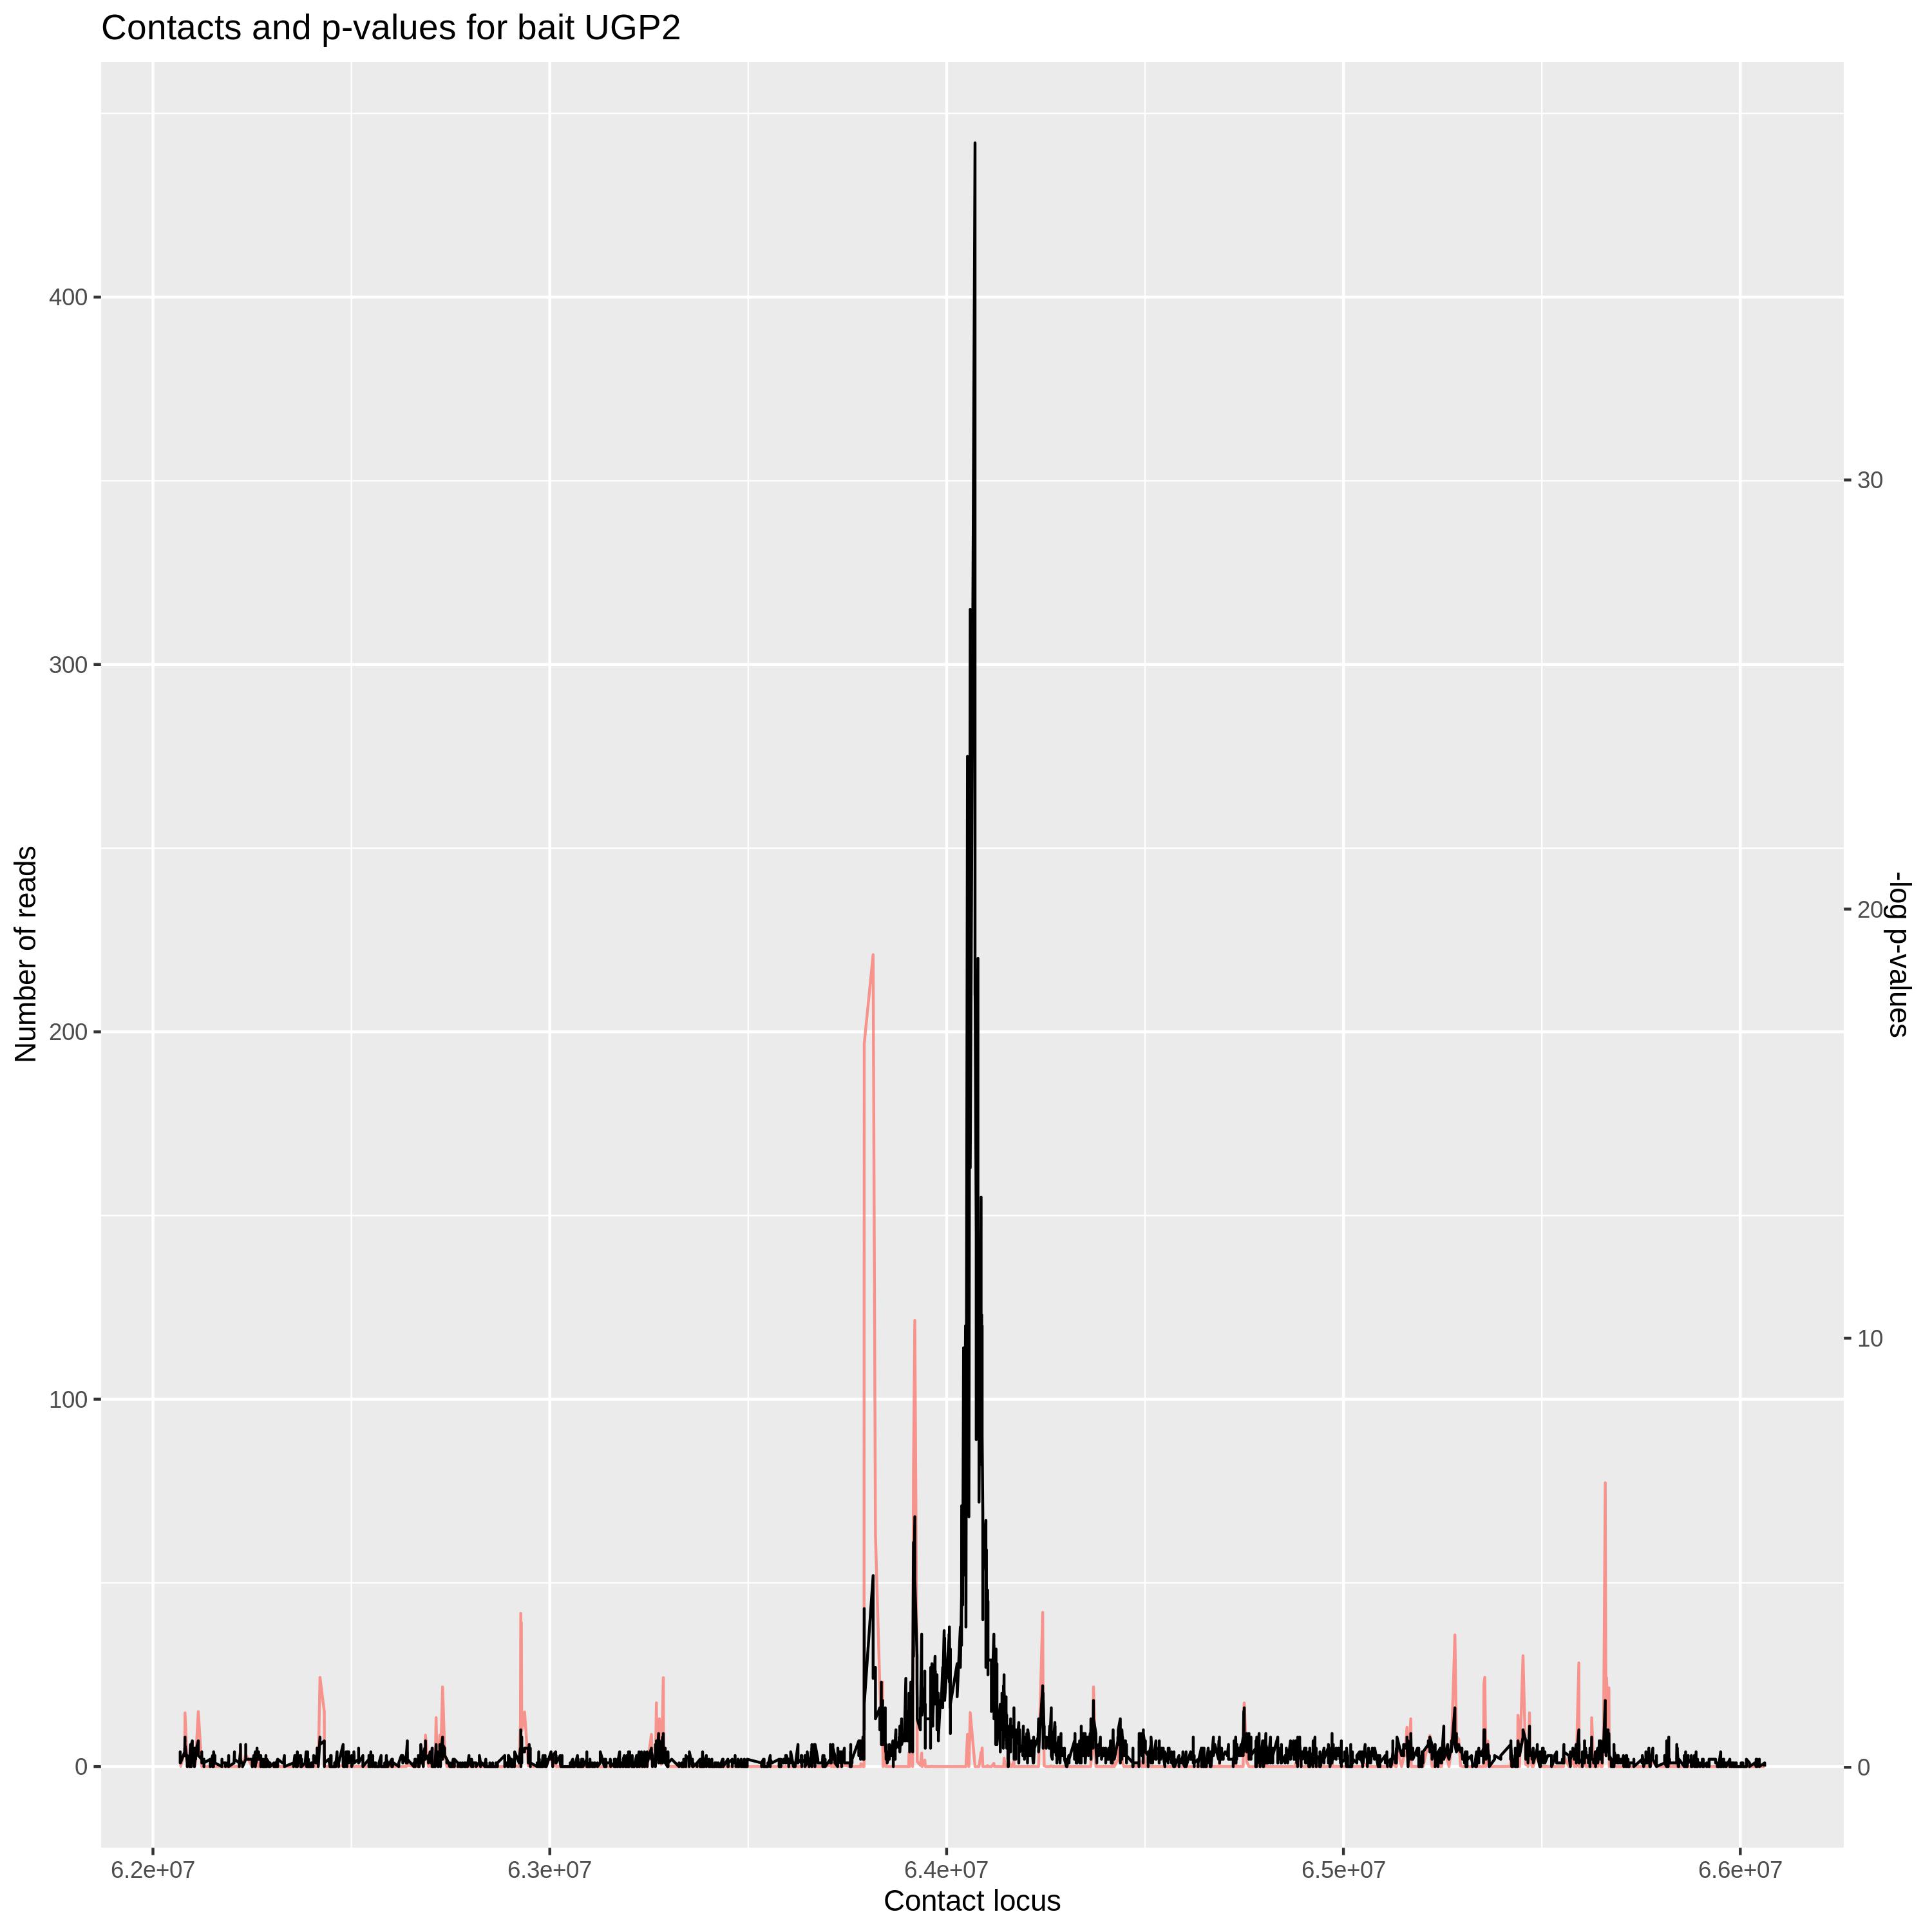 Contacts and p-values for bait UGP2
400
300
200
100
0
Number of reads
30
20
10
0
-log p-values
6.2e+07
6.3e+07
6.4e+07
6.5e+07
6.6e+07
Contact locus